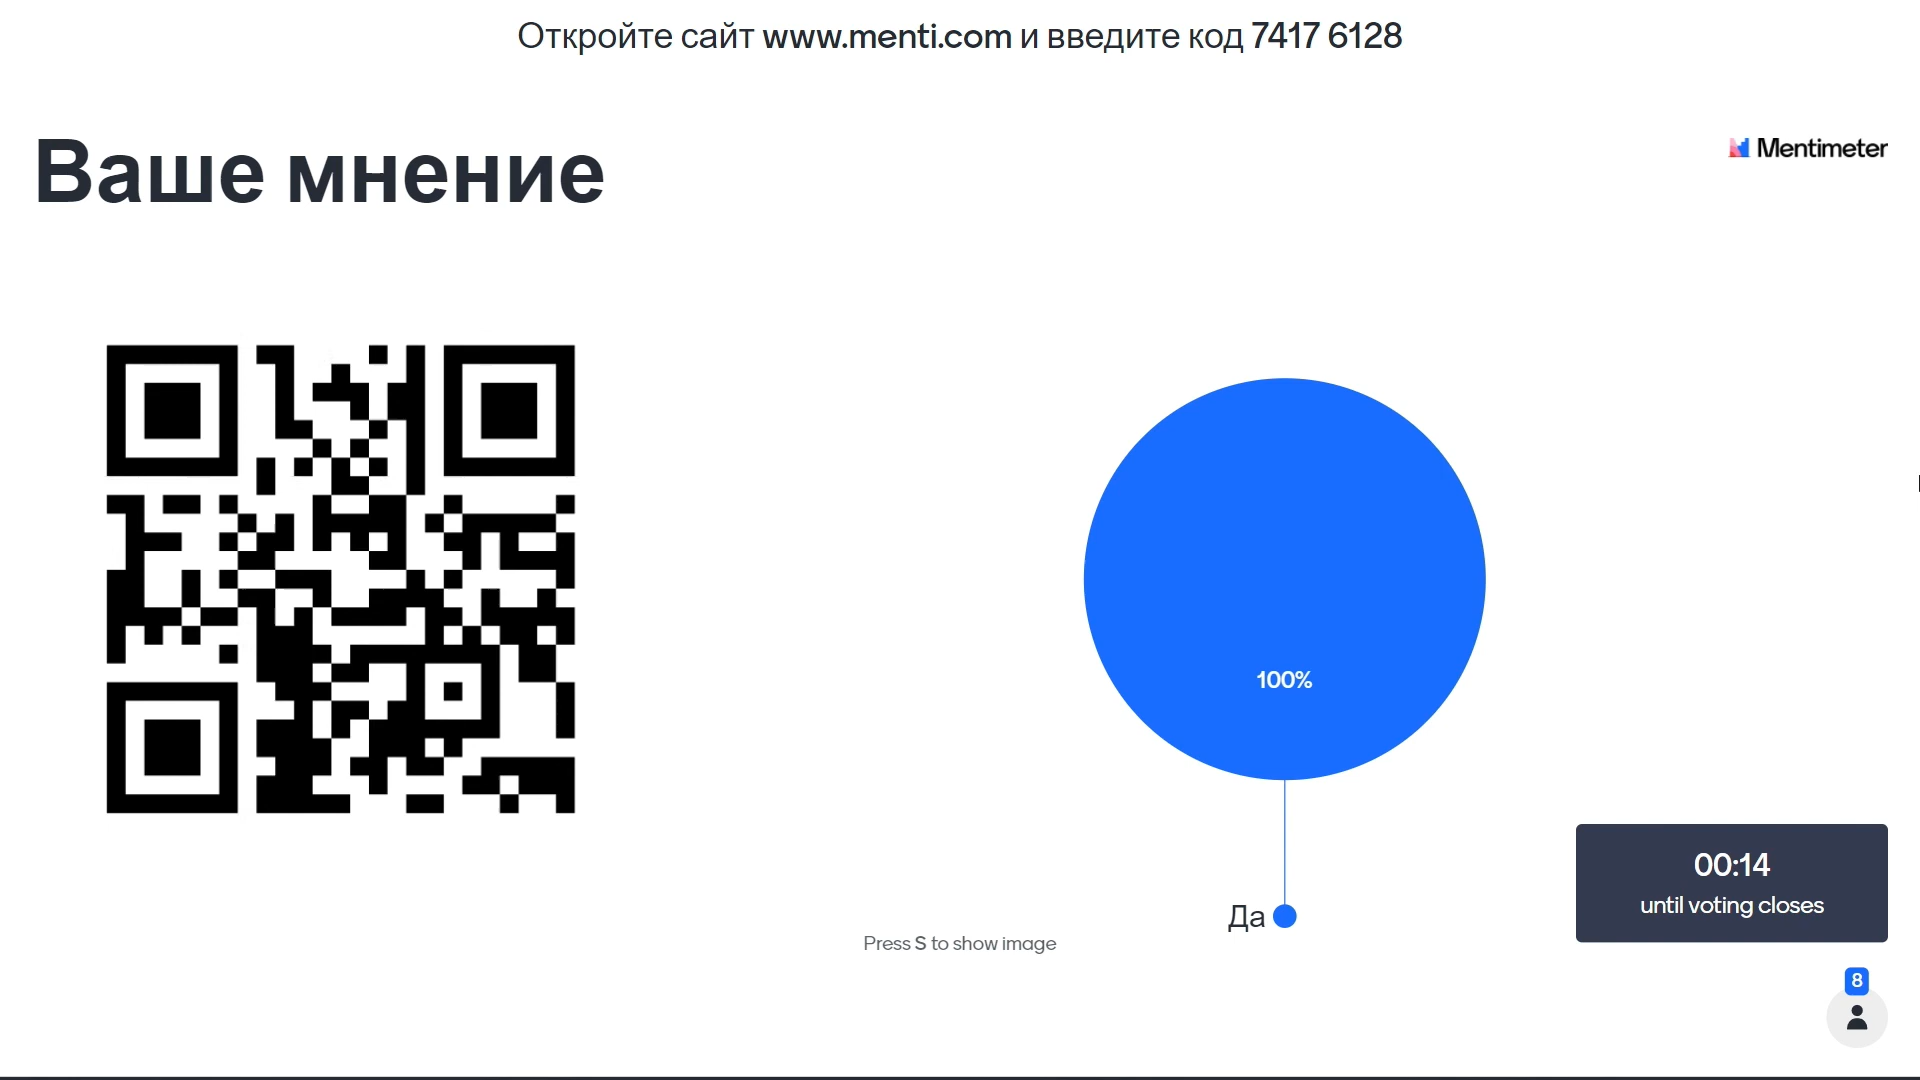 Откройте сайт www.menti.com и введите код 7417 6128
Ваше мнение
Mentimeter
100%
Да
Press S to show image
00:14
until voting closes
8